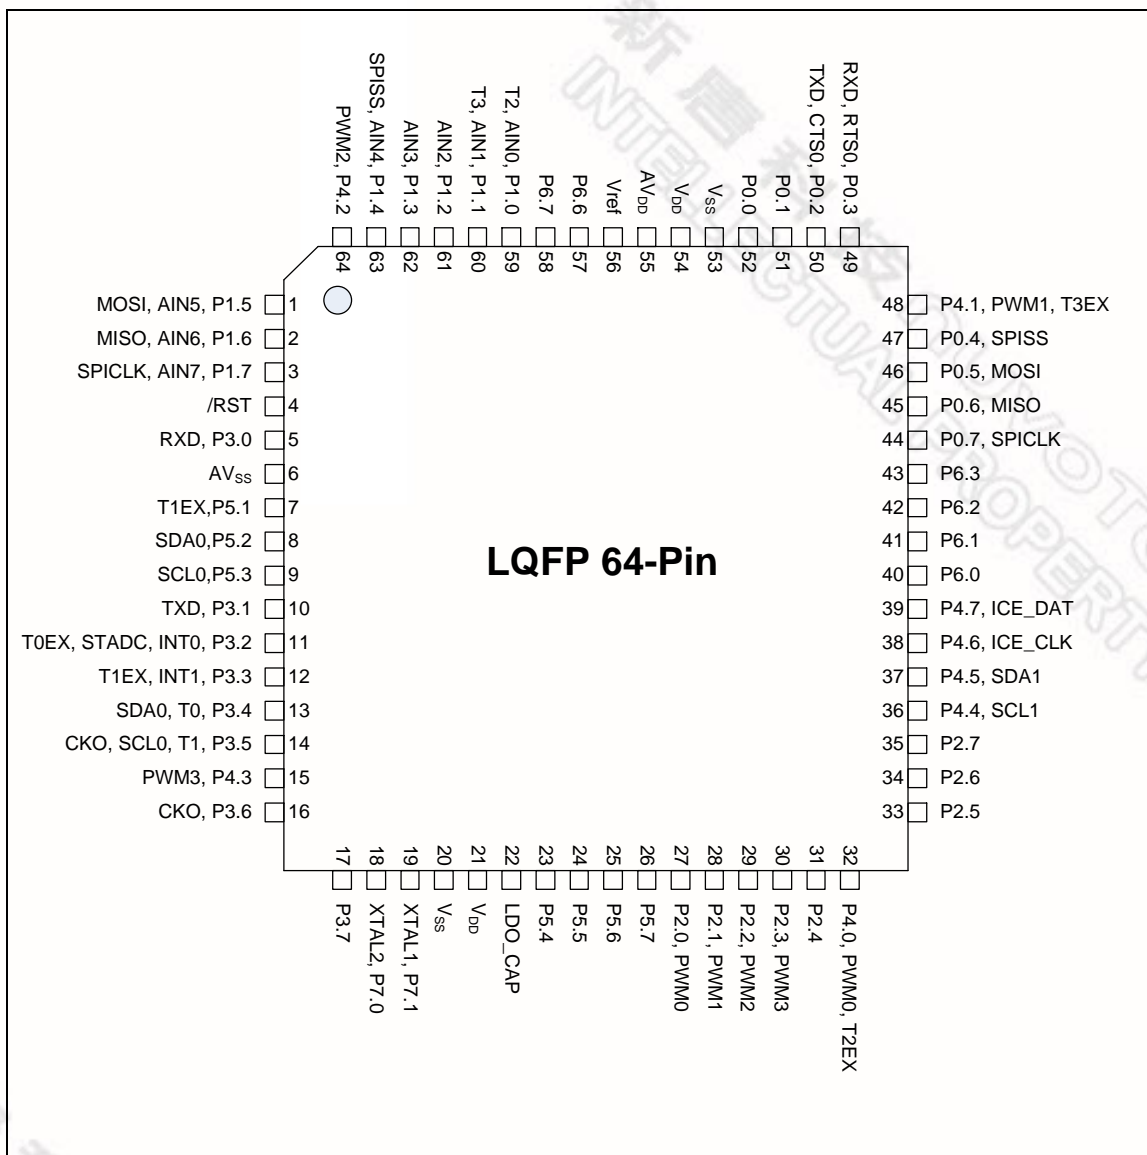 PWM2, P4.2
SPISS, AIN4, P1.4
AIN3, P1.3
AIN2, P1.2
T3, AIN1, P1.1
T2, AIN0, P1.0
P6.7
P6.6
Vref
AVDD
VDD
VSS
P0.0
P0.1
TXD, CTS0, P0.2
RXD, RTS0, P0.3
64
63
62
61
60
59
58
57
56
55
54
53
52
51
50
49
MOSI, AIN5, P1.5 1
MISO, AIN6, P1.6 2
SPICLK, AIN7, P1.7 3
/RST 4
RXD, P3.0 5
AVSS 6
T1EX,P5.1 7
SDA0,P5.2 8
SCL0,P5.3 9
TXD, P3.1 10
T0EX, STADC, INT0, P3.2 11
T1EX, INT1, P3.3 12
SDA0, T0, P3.4 13
CKO, SCL0, T1, P3.5 14
PWM3, P4.3 15
CKO, P3.6 16
LQFP 64-Pin
48 P4.1, PWM1, T3EX
47 P0.4, SPISS
46 P0.5, MOSI
45 P0.6, MISO
44 P0.7, SPICLK
43 P6.3
42 P6.2
41 P6.1
40 P6.0
39 P4.7, ICE_DAT
38 P4.6, ICE_CLK
37 P4.5, SDA1
36 P4.4, SCL1
35 P2.7
34 P2.6
33 P2.5
17
18
19
20
21
22
23
24
25
26
27
28
29
30
31
32
P3.7
XTAL2, P7.0
XTAL1, P7.1
VSS
VDD
LDO_CAP
P5.4
P5.5
P5.6
P5.7
P2.0, PWM0
P2.1, PWM1
P2.2, PWM2
P2.3, PWM3
P2.4
P4.0, PWM0, T2EX
新唐科技 NUVOTO
INTELLECTUAL PROPERTY